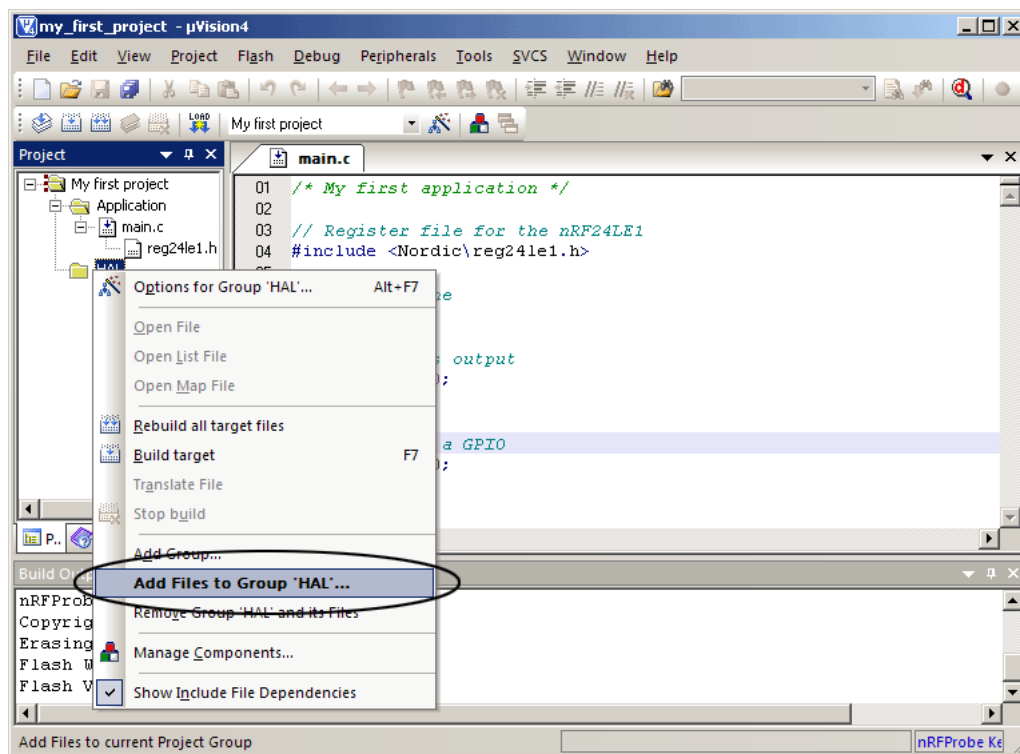 my_first_project - µVision4
File Edit View Project Flash Debug Peripherals Tools SVCS Window Help
LOAD My first project
Project
main.c
My first project
Application
main.c
reg24le1.h
HAL
01 /* My first application */
02
03 // Register file for the nRF24LE1
04 #include <Nordic\reg24le1.h>
output
a GPIO
Options for Group 'HAL'... Alt+F7
Open File
Open List File
Open Map File
Rebuild all target files
Build target F7
Translate File
Stop build
Add Group...
Add Files to Group 'HAL'...
Remove Group 'HAL' and its Files
Manage Components...
Show Include File Dependencies
P..
Build Outp
nRFProb
Copyrig
Erasing
Flash W
Flash V
Add Files to current Project Group
nRFProbe Ke